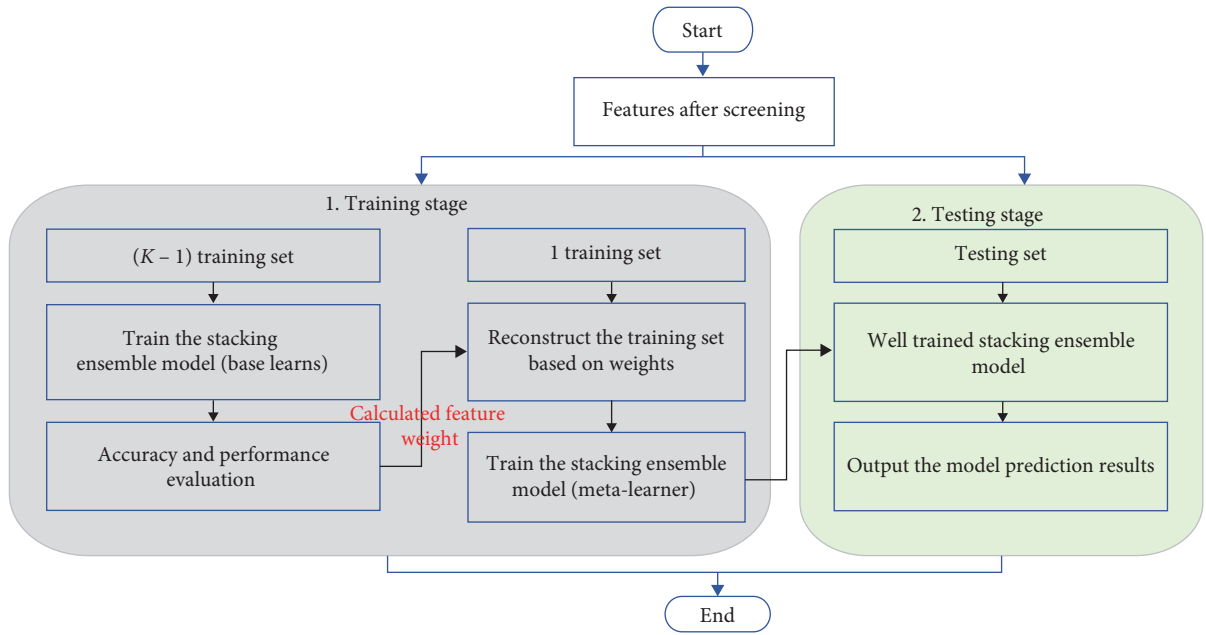 Start
Features after screening
1. Training stage
(K – 1) training set
Train the stacking
ensemble model (base learns)
Accuracy and performance
evaluation
Calculated feature
weight
1 training set
Reconstruct the training set
based on weights
Train the stacking ensemble
model (meta-learner)
2. Testing stage
Testing set
Well trained stacking ensemble
model
Output the model prediction results
End